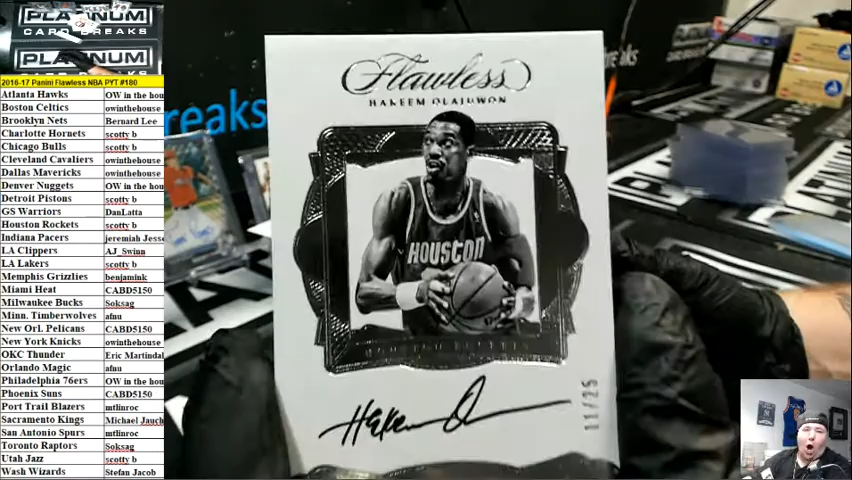 PLATINUM
CARD BREAKS
PLATINUM
CARD BREAKS
2016-17 Panini Flawless NBA PYT #180
Atlanta Hawks OW in the hou
Boston Celtics owinthehouse
Brooklyn Nets Bernard Lee
Charlotte Hornets scotty b
Chicago Bulls scotty b
Cleveland Cavaliers owinthehouse
Dallas Mavericks owinthehouse
Denver Nuggets OW in the hou
Detroit Pistons scotty b
GS Warriors DanLatta
Houston Rockets scotty b
Indiana Pacers jeremiah Jesse
LA Clippers AJ_Swinn
LA Lakers scotty b
Memphis Grizzlies benjamink
Miami Heat CABD5150
Milwaukee Bucks Soksag
Minn. Timberwolves afnu
New Orl. Pelicans CABD5150
New York Knicks owinthehouse
OKC Thunder Eric Martindal
Orlando Magic afnu
Philadelphia 76ers OW in the hou
Phoenix Suns CABD5150
Port Trail Blazers mtlinroc
Sacramento Kings Michael Jauch
San Antonio Spurs mtlinroc
Toronto Raptors Soksag
Utah Jazz scotty b
Wash Wizards Stefan Jacob
reaks
Flawless
HAKEEM OLAJUWON
HOUSTON
HOUSTON ROCKETS
11/25